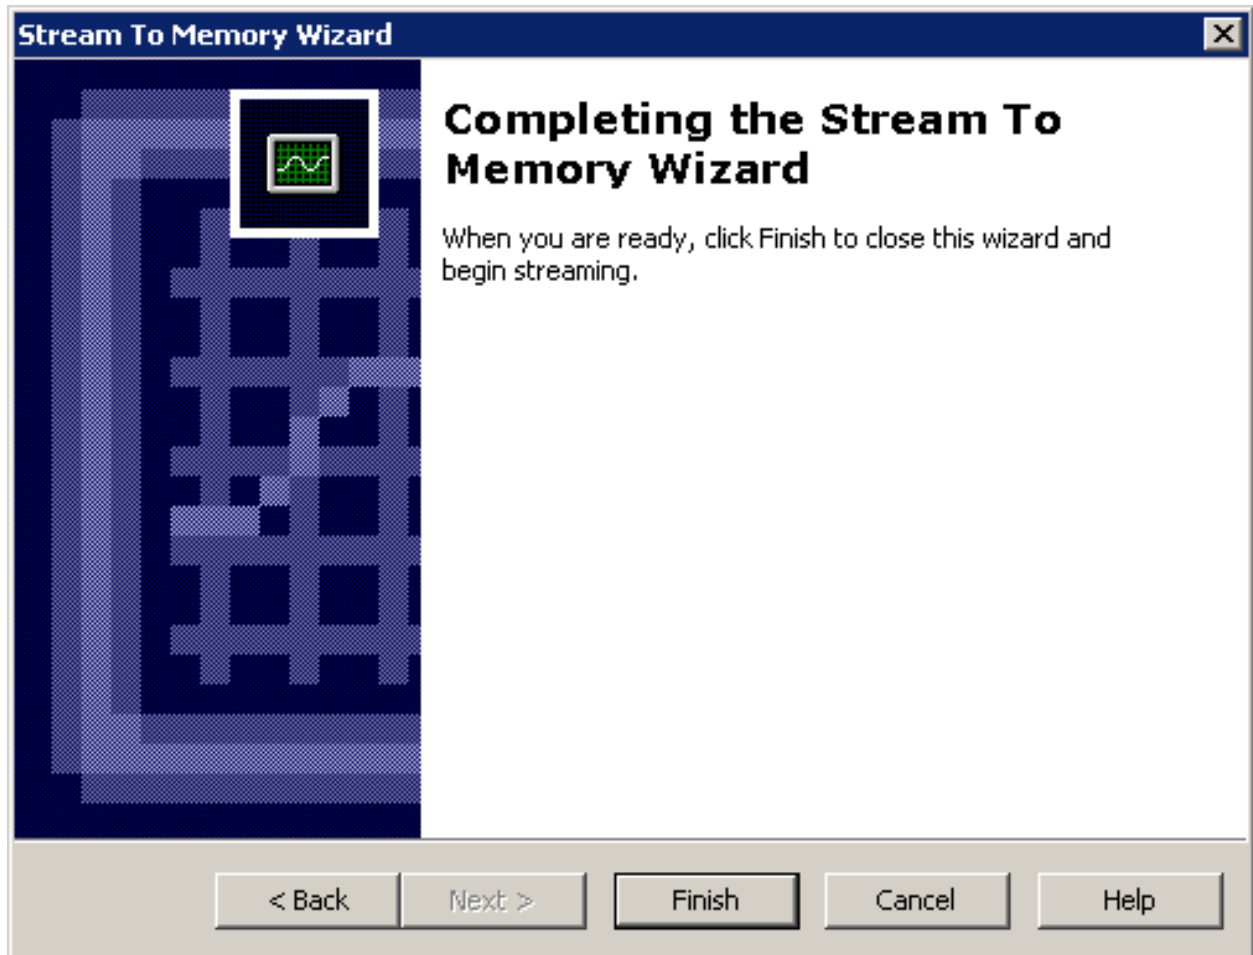 Stream To Memory Wizard
Completing the Stream To
Memory Wizard
When you are ready, click Finish to close this wizard and
begin streaming.
< Back
Next >
Finish
Cancel
Help